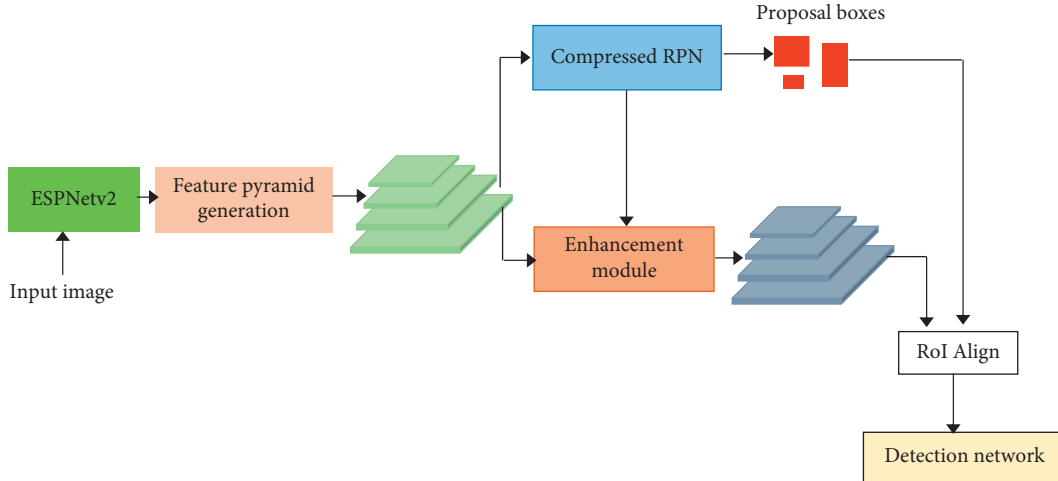 Proposal boxes
Compressed RPN
ESPNetv2
Feature pyramid
generation
Enhancement
module
Input image
RoI Align
Detection network